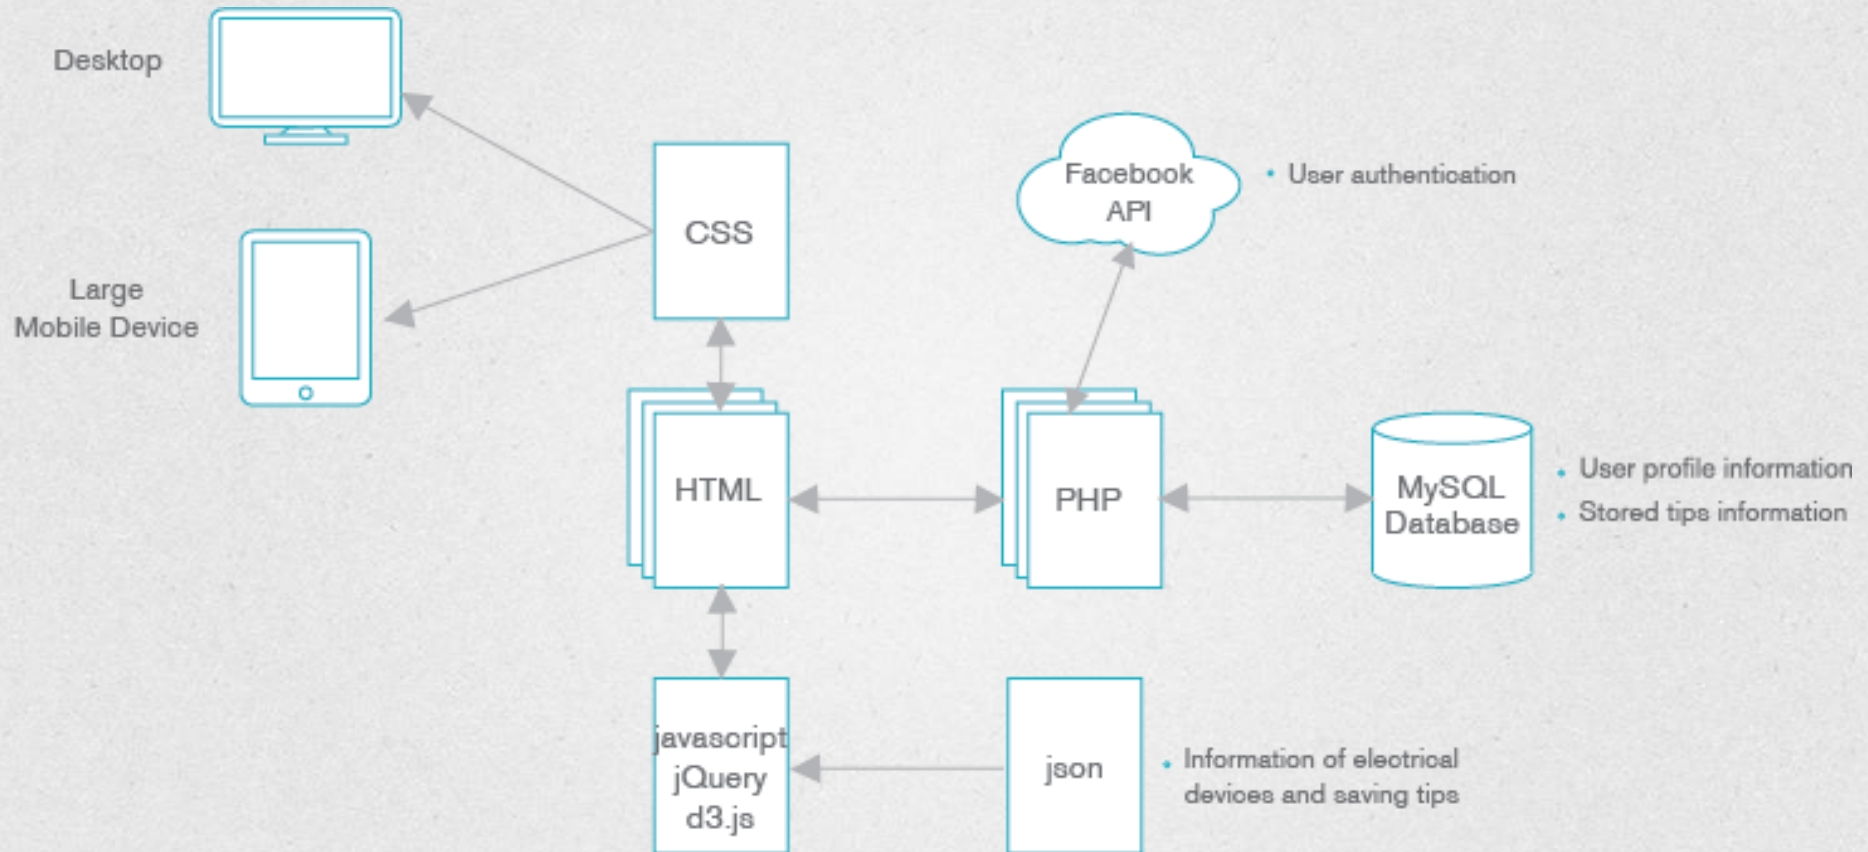 Desktop
Large
Mobile Device
CSS
Facebook
API
User authentication
HTML
PHP
MySQL
Database
User profile information
Stored tips information
javascript
jQuery
d3.js
json
Information of electrical
devices and saving tips